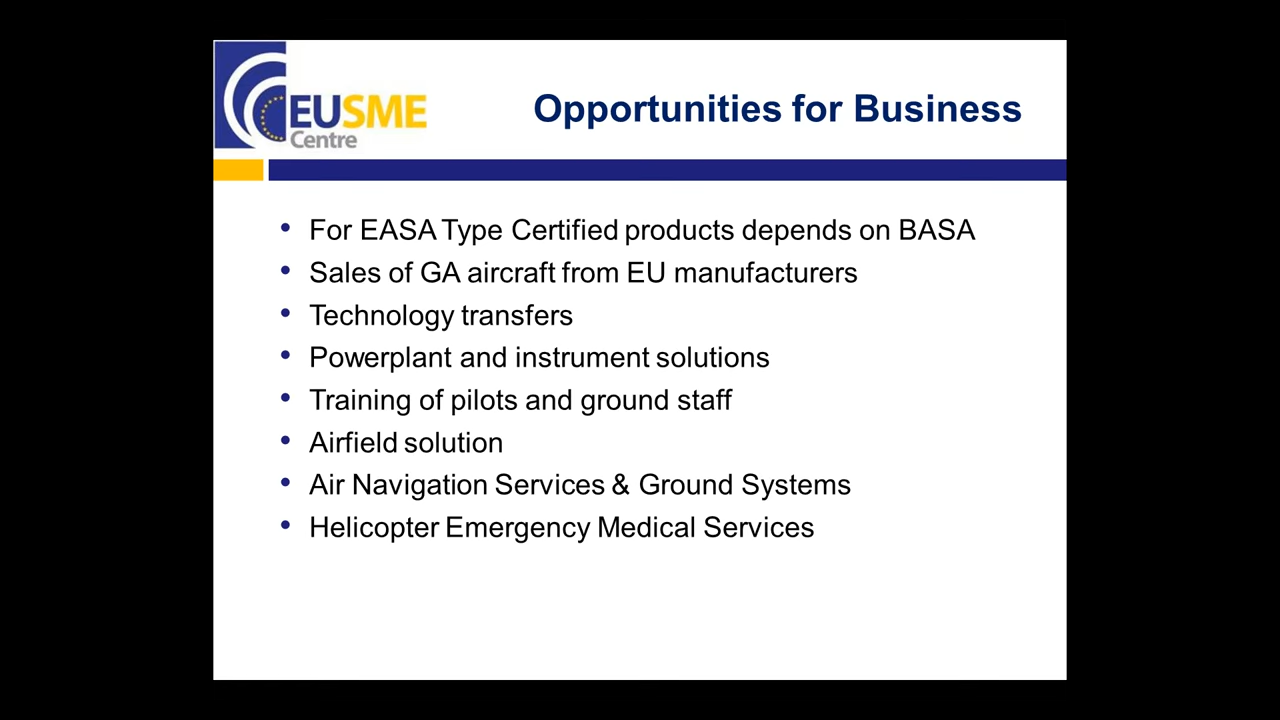 EUSME
Centre
Opportunities for Business
• For EASA Type Certified products depends on BASA
• Sales of GA aircraft from EU manufacturers
• Technology transfers
• Powerplant and instrument solutions
• Training of pilots and ground staff
• Airfield solution
• Air Navigation Services & Ground Systems
• Helicopter Emergency Medical Services